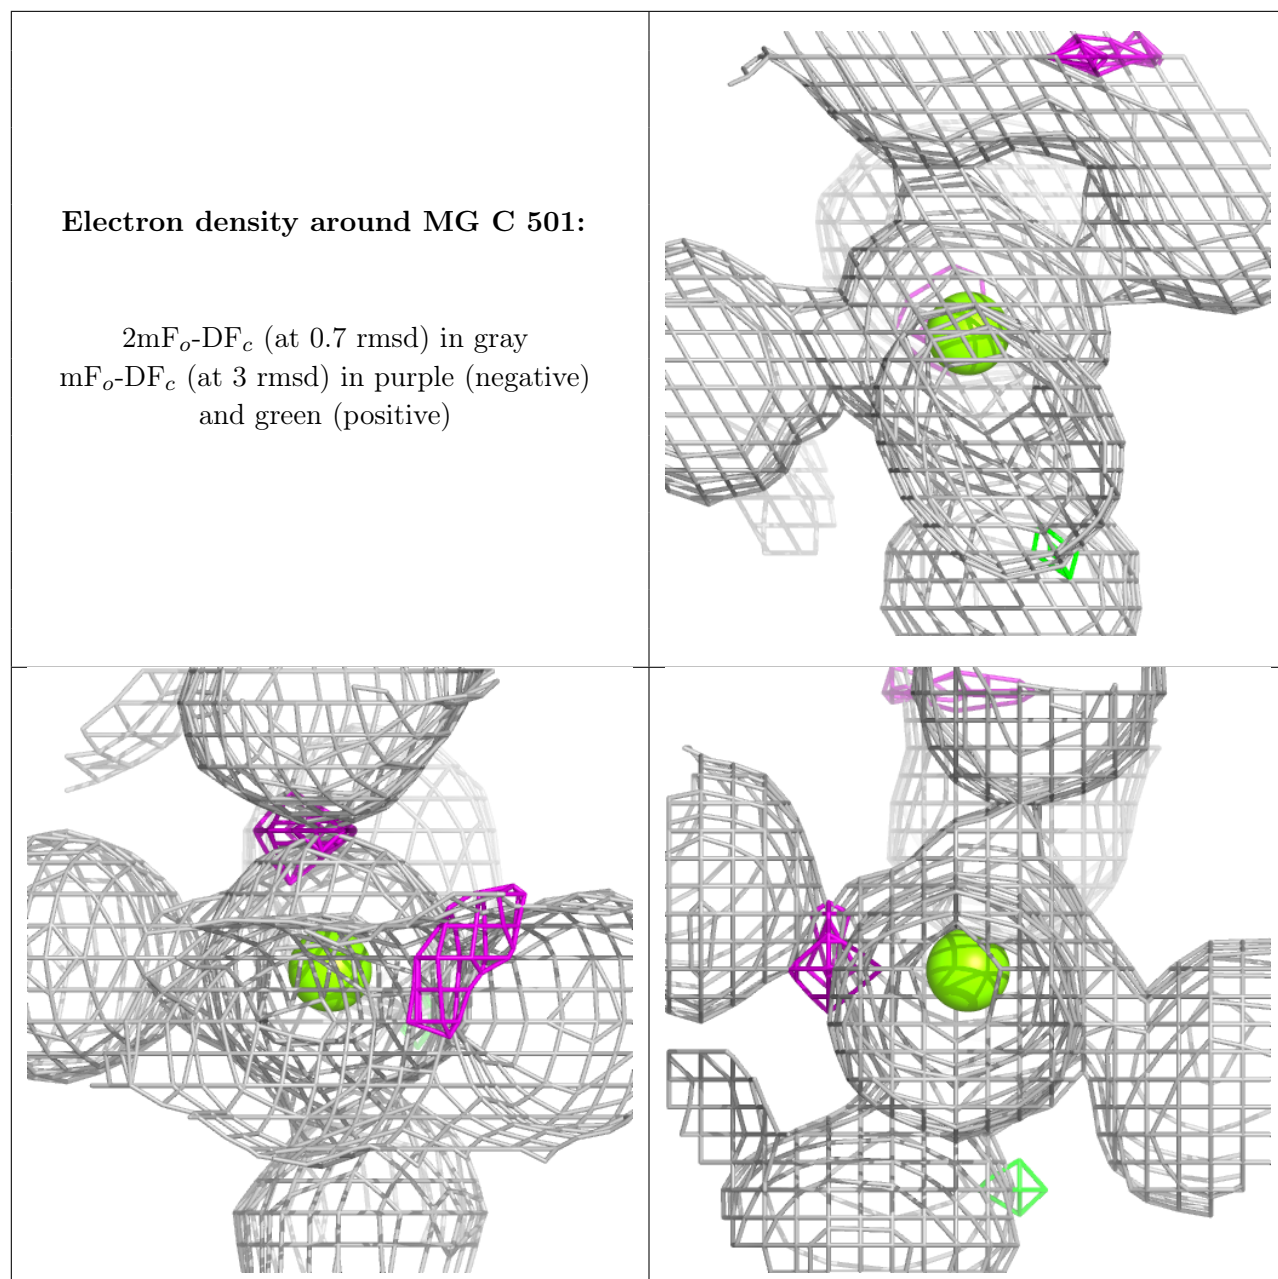 Electron density around MG C 501:
2mFo-DFc (at 0.7 rmsd) in gray
mFo-DFc (at 3 rmsd) in purple (negative)
and green (positive)